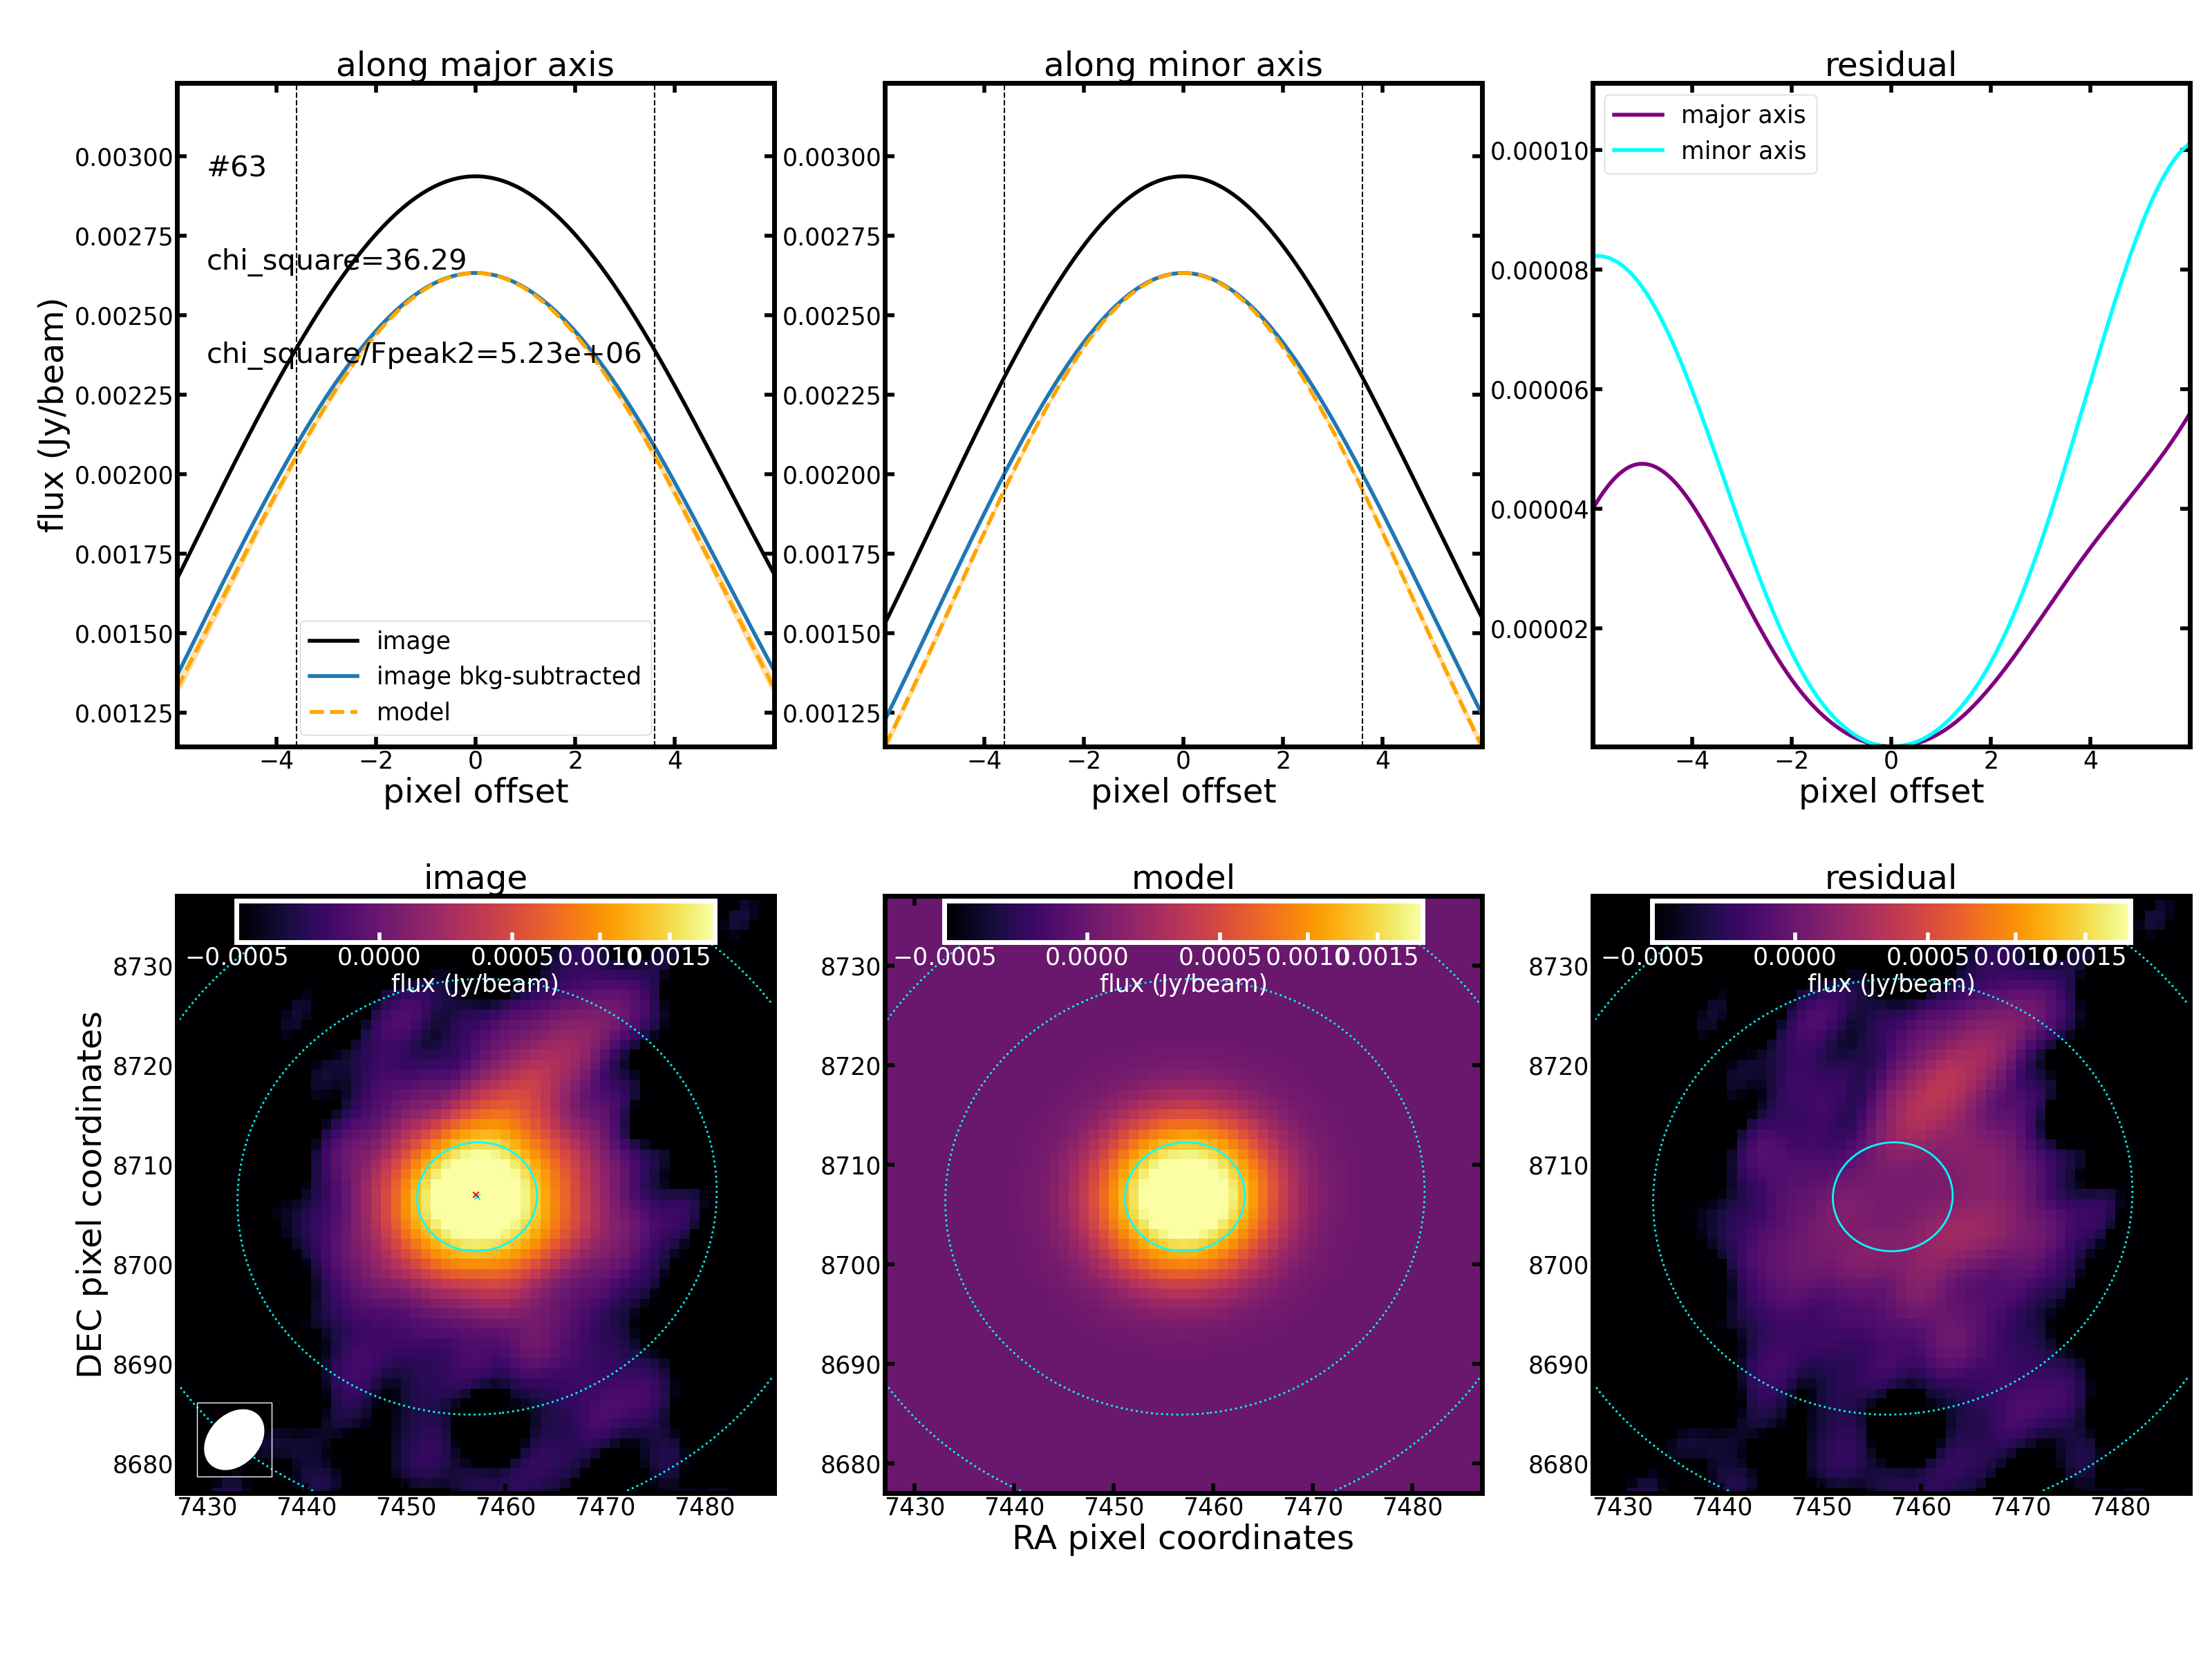 along major axis
along minor axis
residual
#63
chi_square=36.29
chi_square/Fpeak2=5.23e+06
0.00300
0.00275
0.00250
0.00225
0.00200
0.00175
0.00150
0.00125
flux (Jy/beam)
image
image bkg-subtracted
model
−4 −2 0 2 4
pixel offset
0.00300
0.00275
0.00250
0.00225
0.00200
0.00175
0.00150
0.00125
−4 −2 0 2 4
pixel offset
major axis
minor axis
0.00010
0.00008
0.00006
0.00004
0.00002
−4 −2 0 2 4
pixel offset
image
−0.0005 0.0000 0.0005 0.0010 0.0015
flux (Jy/beam)
8730
8720
8710
8700
8690
8680
DEC pixel coordinates
7430 7440 7450 7460 7470 7480
model
−0.0005 0.0000 0.0005 0.0010 0.0015
flux (Jy/beam)
8730
8720
8710
8700
8690
8680
7430 7440 7450 7460 7470 7480
RA pixel coordinates
residual
−0.0005 0.0000 0.0005 0.0010 0.0015
flux (Jy/beam)
8730
8720
8710
8700
8690
8680
7430 7440 7450 7460 7470 7480